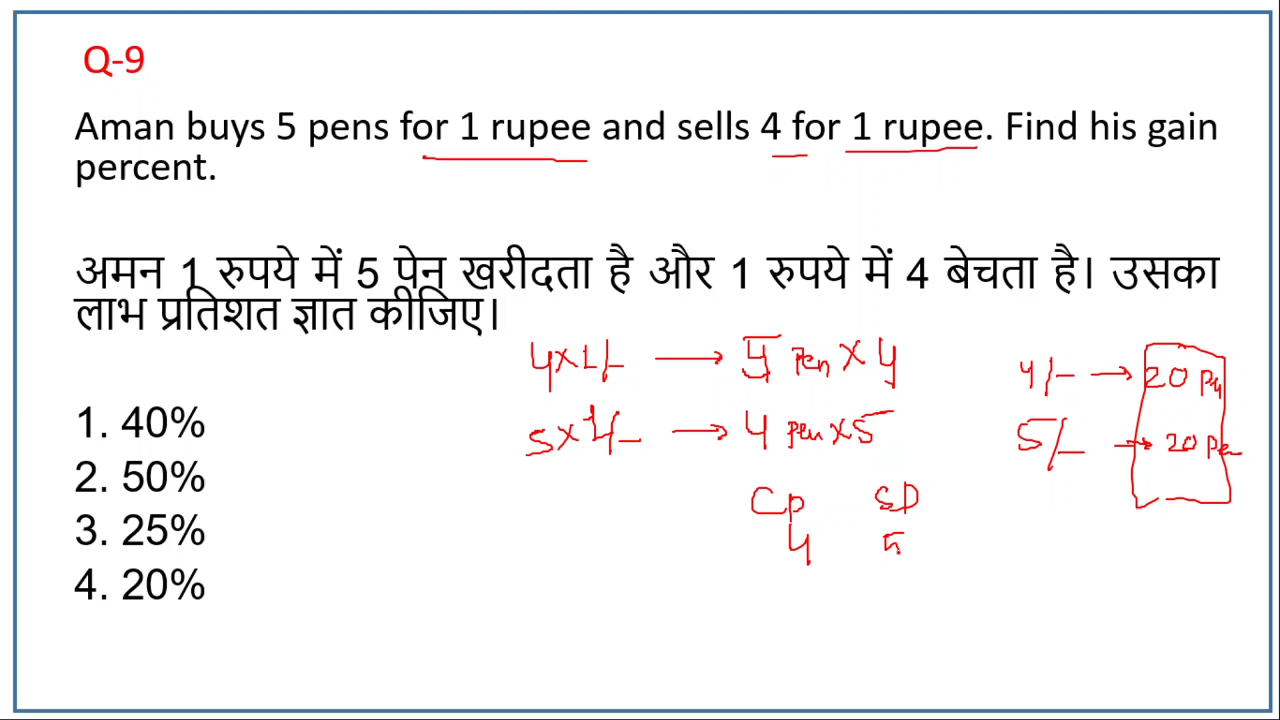 Q-9
Aman buys 5 pens for 1 rupee and sells 4 for 1 rupee. Find his gain
percent.
अमन 1 रुपये में 5 पेन खरीदता है और 1 रुपये में 4 बेचता है। उसका
लाभ प्रतिशत ज्ञात कीजिए।
4×1/- → 5 Pen × 4
5×1/- → 4 pen ×5
4/- → 20 pen
5/- → 20 Pen
CP SP
4 5
1. 40%
2. 50%
3. 25%
4. 20%